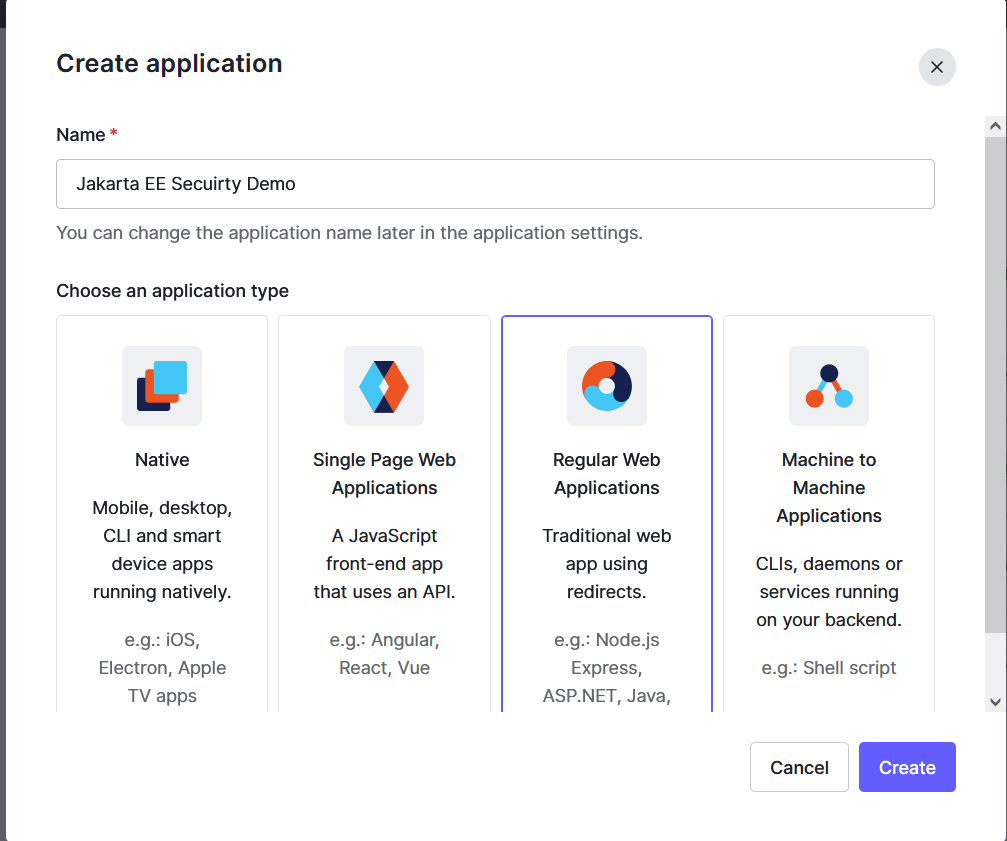 Create application
Name *
Jakarta EE Secuirty Demo
You can change the application name later in the application settings.
Choose an application type
Native
Mobile, desktop,
CLI and smart
device apps
running natively.
e.g.: iOS,
Electron, Apple
TV apps
Single Page Web
Applications
A JavaScript
front-end app
that uses an API.
e.g.: Angular,
React, Vue
Regular Web
Applications
Traditional web
app using
redirects.
e.g.: Node.js
Express,
ASP.NET, Java,
Machine to
Machine
Applications
CLIs, daemons or
services running
on your backend.
e.g.: Shell script
Cancel
Create